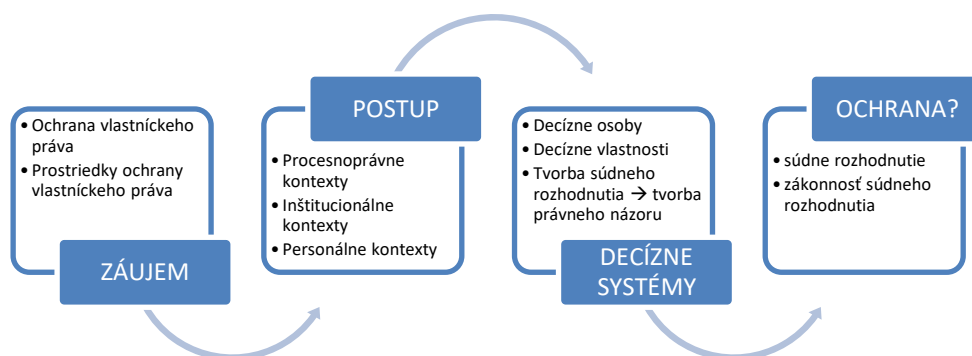 • Ochrana vlastníckeho
práva
• Prostriedky ochrany
vlastníckeho práva
ZÁUJEM
POSTUP
• Procesnoprávne
kontexty
• Inštitucionálne
kontexty
• Personálne kontexty
• Decízne osoby
• Decízne vlastnosti
• Tvorba súdneho
rozhodnutia → tvorba
právneho názoru
DECÍZNE
SYSTÉMY
OCHRANA?
• súdne rozhodnutie
• zákonnosť súdneho
rozhodnutia